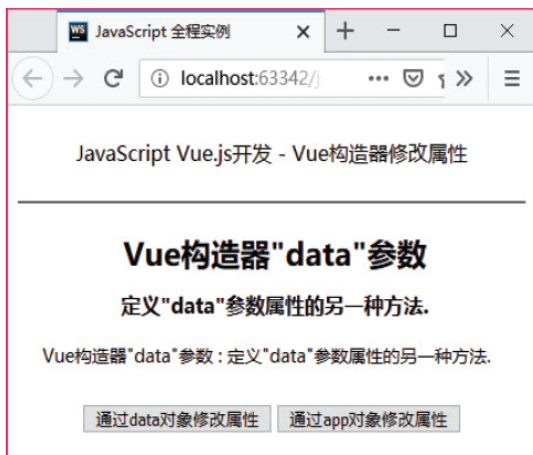 WS JavaScript 全程实例
localhost:63342/j
JavaScript Vue.js开发 - Vue构造器修改属性
Vue构造器"data"参数
定义"data"参数属性的另一种方法.
Vue构造器"data"参数 : 定义"data"参数属性的另一种方法.
通过data对象修改属性 通过app对象修改属性